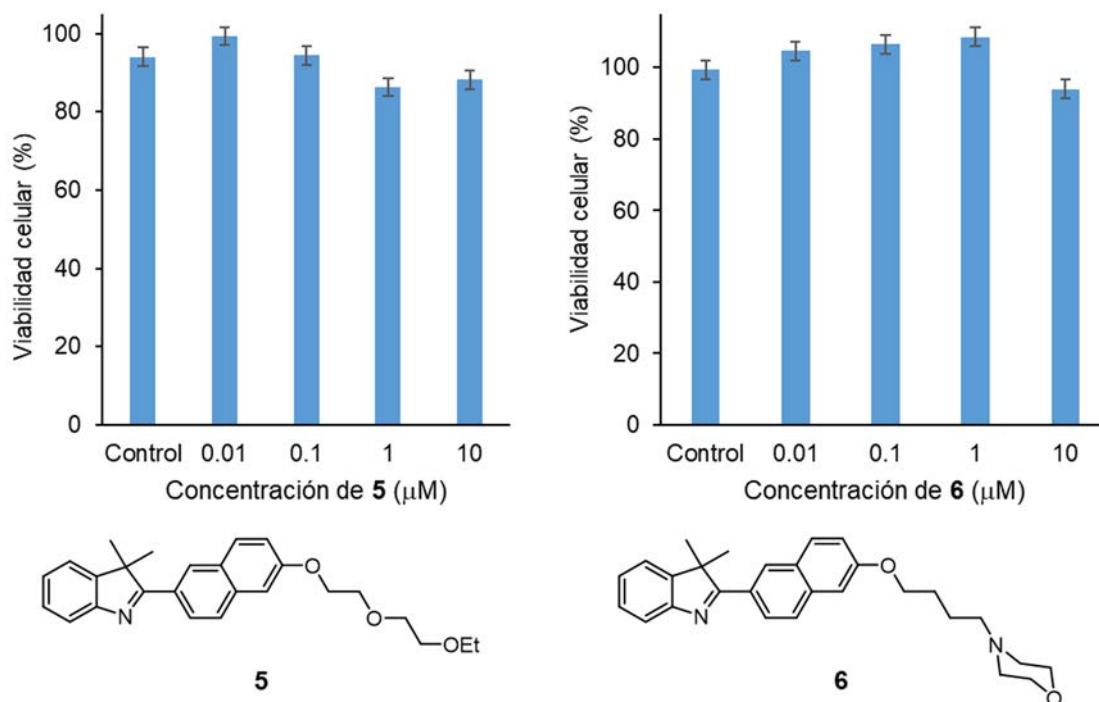 Viabilidad celular (%)
100
80
60
40
20
0
Control 0.01 0.1 1 10
Concentración de 5 (μM)
Viabilidad celular (%)
100
80
60
40
20
0
Control 0.01 0.1 1 10
Concentración de 6 (μM)
N
O
O
OEt
5
N
O
N
O
6